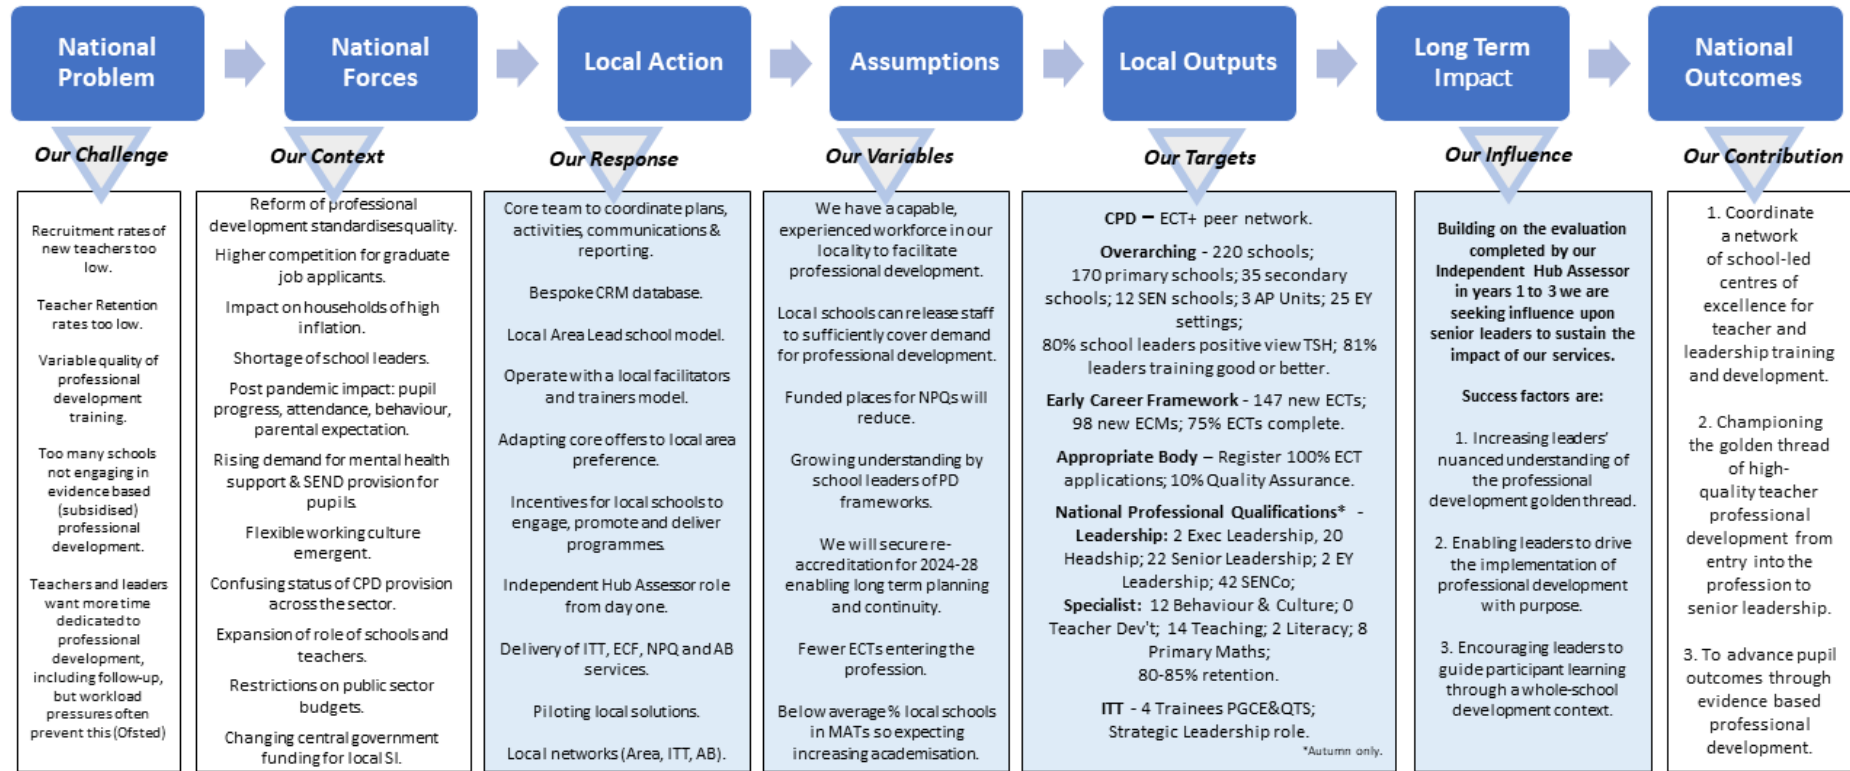 National
Problem
National
Forces
Local Action
Assumptions
Local Outputs
Long Term
Impact
National
Outcomes
Our Challenge
Our Context
Our Response
Our Variables
Our Targets
Our Influence
Our Contribution
Recruitment rates of
new teachers too
low.
Teacher Retention
rates too low.
Variable quality of
professional
development
training.
Too many schools
not engaging in
evidence based
(subsidised)
professional
development.
Teachers and leaders
want more time
dedicated to
professional
development,
including follow-up,
but workload
pressures often
prevent this (Ofsted)
Reform of professional
development standardises quality.
Higher competition for graduate
job applicants.
Impact on households of high
inflation.
Shortage of school leaders.
Post pandemic impact: pupil
progress, attendance, behaviour,
parental expectation.
Rising demand for mental health
support & SEND provision for
pupils.
Flexible working culture
emergent.
Confusing status of CPD provision
across the sector.
Expansion of role of schools and
teachers.
Restrictions on public sector
budgets.
Changing central government
funding for local SI.
Core team to coordinate plans,
activities, communications &
reporting.
Bespoke CRM database.
Local Area Lead school model.
Operate with a local facilitators
and trainers model.
Adapting core offers to local area
preference.
Incentives for local schools to
engage, promote and deliver
programmes.
Independent Hub Assessor role
from day one.
Delivery of ITT, ECF, NPQ and AB
services.
Piloting local solutions.
Local networks (Area, ITT, AB).
We have a capable,
experienced workforce in our
locality to facilitate
professional development.
Local schools can release staff
to sufficiently cover demand
for professional development.
Funded places for NPQs will
reduce.
Growing understanding by
school leaders of PD
frameworks.
We will secure re-
accreditation for 2024-28
enabling long term planning
and continuity.
Fewer ECTs entering the
profession.
Below average % local schools
in MATs so expecting
increasing academisation.
CPD – ECT+ peer network.
Overarching - 220 schools;
170 primary schools; 35 secondary
schools; 12 SEN schools; 3 AP Units; 25 EY
settings;
80% school leaders positive view TSH; 81%
leaders training good or better.
Early Career Framework - 147 new ECTs;
98 new ECMs; 75% ECTs complete.
Appropriate Body – Register 100% ECT
applications; 10% Quality Assurance.
National Professional Qualifications* -
Leadership: 2 Exec Leadership, 20
Headship; 22 Senior Leadership; 2 EY
Leadership; 42 SENCo;
Specialist: 12 Behaviour & Culture; 0
Teacher Dev't; 14 Teaching; 2 Literacy; 8
Primary Maths;
80-85% retention.
ITT - 4 Trainees PGCE&QTS;
Strategic Leadership role.
*Autumn only.
Building on the evaluation
completed by our
Independent Hub Assessor
in years 1 to 3 we are
seeking influence upon
senior leaders to sustain the
impact of our services.
Success factors are:
1. Increasing leaders'
nuanced understanding of
the professional
development golden thread.
2. Enabling leaders to drive
the implementation of
professional development
with purpose.
3. Encouraging leaders to
guide participant learning
through a whole-school
development context.
1. Coordinate
a network
of school-led
centres of
excellence for
teacher and
leadership training
and development.
2. Championing
the golden thread
of high-
quality teacher
professional
development from
entry into the
profession to
senior leadership.
3. To advance pupil
outcomes through
evidence based
professional
development.